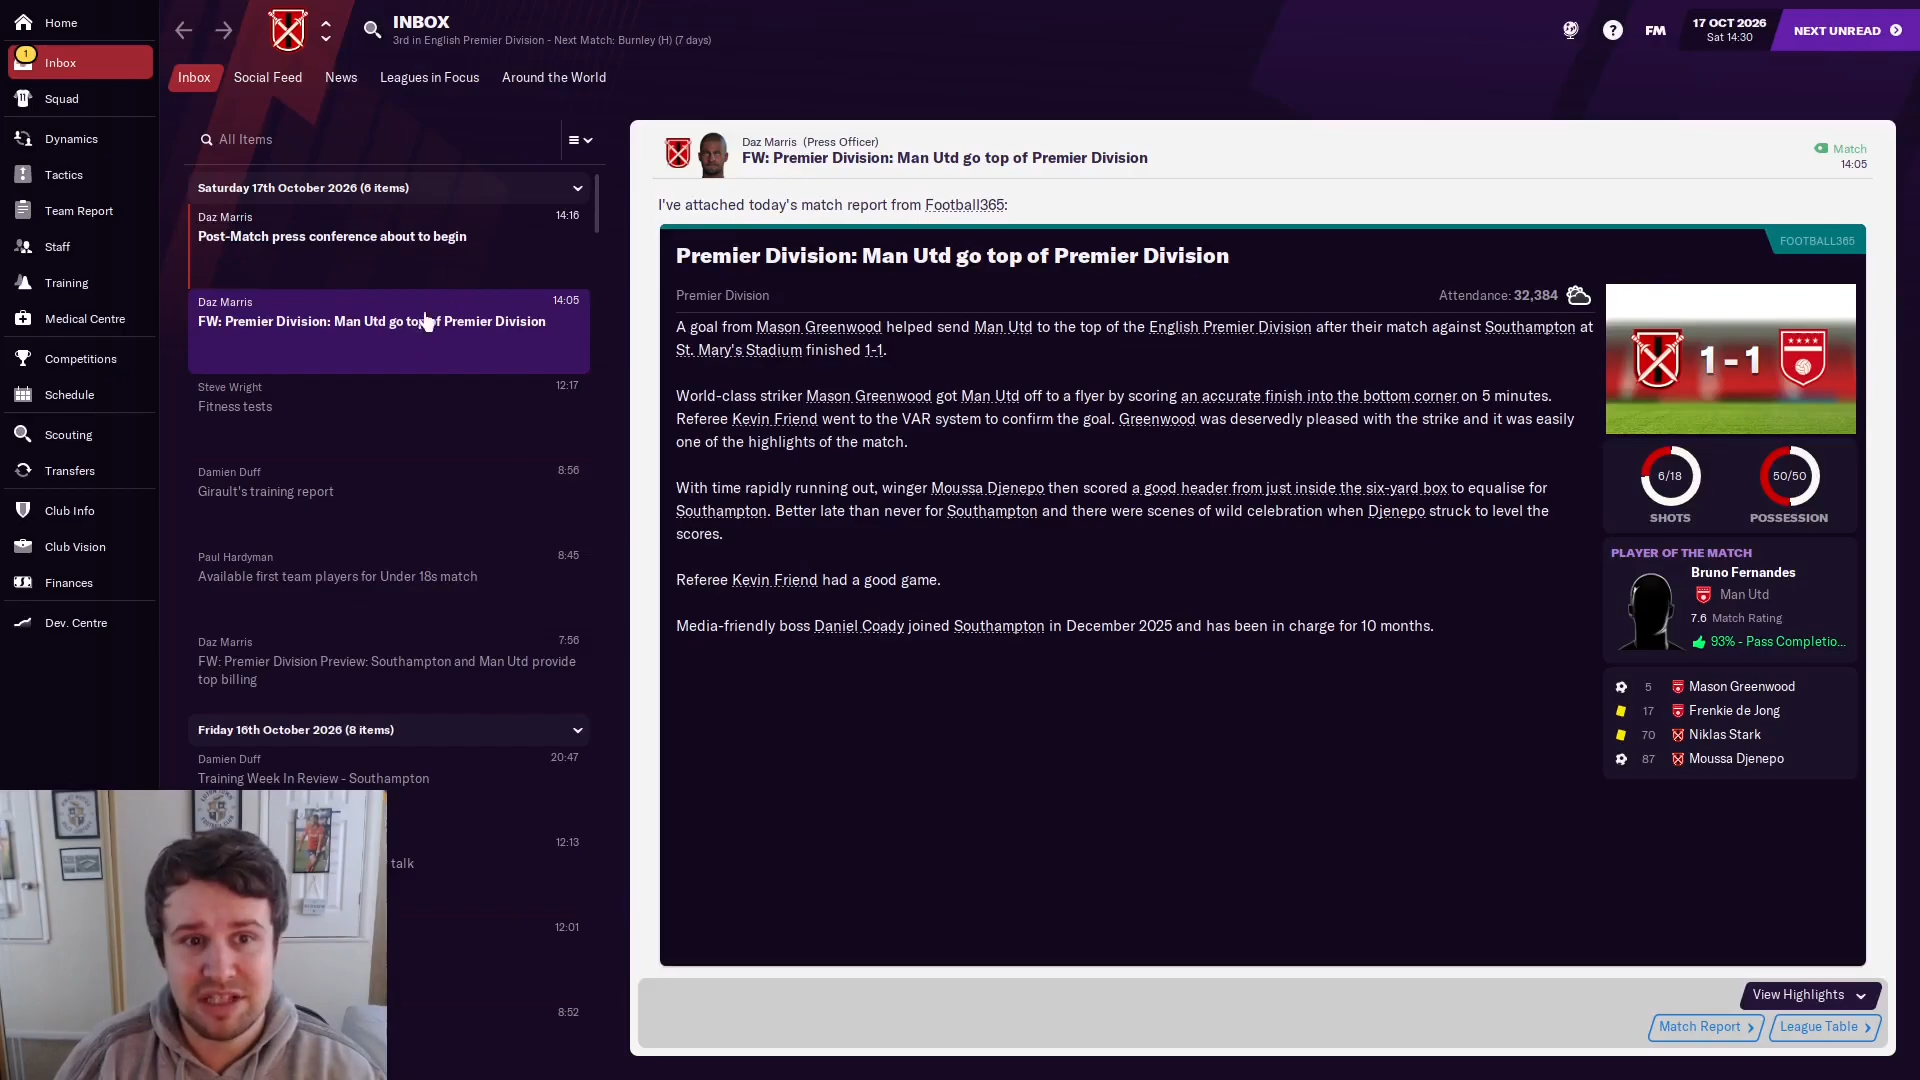 Home
1
Inbox
Squad
Dynamics
Tactics
Team Report
Staff
Training
Medical Centre
Competitions
Schedule
Scouting
Transfers
Club Info
Club Vision
Finances
Dev. Centre
INBOX
3rd in English Premier Division - Next Match: Burnley (H) (7 days)
FM
17 OCT 2026
Sat 14:30
NEXT UNREAD
Inbox
Social Feed
News
Leagues in Focus
Around the World
All Items
Saturday 17th October 2026 (6 items)
Daz Marris 14:16
Post-Match press conference about to begin
Daz Marris 14:05
FW: Premier Division: Man Utd go top of Premier Division
Steve Wright 12:17
Fitness tests
Damien Duff 8:56
Girault's training report
Paul Hardyman 8:45
Available first team players for Under 18s match
Daz Marris 7:56
FW: Premier Division Preview: Southampton and Man Utd provide
top billing
Friday 16th October 2026 (8 items)
Damien Duff 20:47
Training Week In Review - Southampton
12:13
talk
12:01
8:52
Daz Marris (Press Officer)
FW: Premier Division: Man Utd go top of Premier Division
Match
14:05
I've attached today's match report from Football365:
FOOTBALL365
Premier Division: Man Utd go top of Premier Division
Premier Division
Attendance: 32,384
A goal from Mason Greenwood helped send Man Utd to the top of the English Premier Division after their match against Southampton at
St. Mary's Stadium finished 1-1.
World-class striker Mason Greenwood got Man Utd off to a flyer by scoring an accurate finish into the bottom corner on 5 minutes.
Referee Kevin Friend went to the VAR system to confirm the goal. Greenwood was deservedly pleased with the strike and it was easily
one of the highlights of the match.
With time rapidly running out, winger Moussa Djenepo then scored a good header from just inside the six-yard box to equalise for
Southampton. Better late than never for Southampton and there were scenes of wild celebration when Djenepo struck to level the
scores.
Referee Kevin Friend had a good game.
Media-friendly boss Daniel Coady joined Southampton in December 2025 and has been in charge for 10 months.
1 - 1
6/18
SHOTS
50/50
POSSESSION
PLAYER OF THE MATCH
Bruno Fernandes
Man Utd
7.6 Match Rating
93% - Pass Completio...
5 Mason Greenwood
17 Frenkie de Jong
70 Niklas Stark
87 Moussa Djenepo
View Highlights
Match Report
League Table